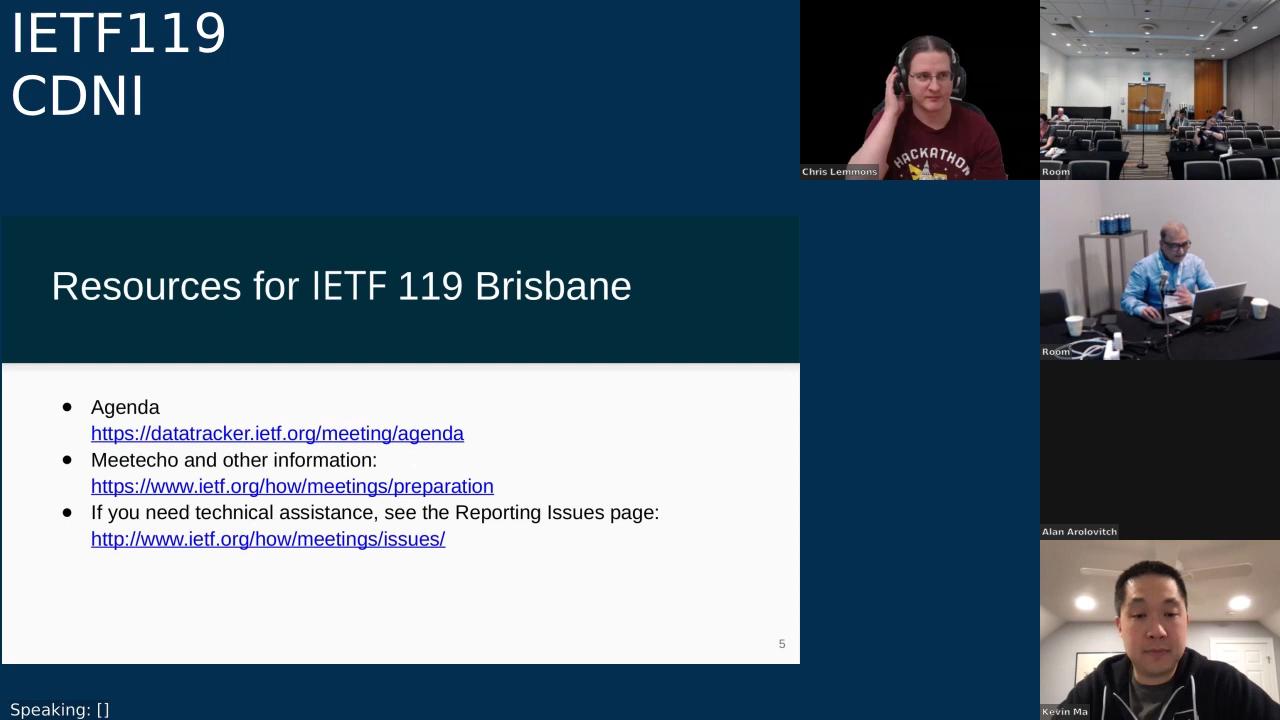 IETF119
CDNI
Chris Lemmons
HACKATHON
Room
Resources for IETF 119 Brisbane
● Agenda
https://datatracker.ietf.org/meeting/agenda
● Meetecho and other information:
https://www.ietf.org/how/meetings/preparation
● If you need technical assistance, see the Reporting Issues page:
http://www.ietf.org/how/meetings/issues/
5
Room
Alan Arolovitch
Kevin Ma
Speaking: []